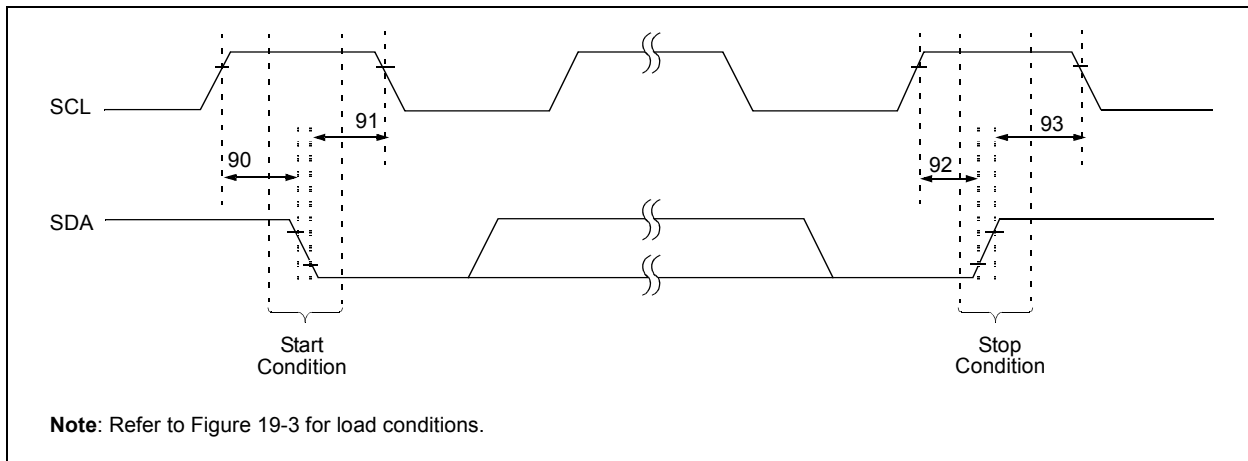 SCL
91
93
90
92
SDA
Start
Condition
Stop
Condition
Note: Refer to Figure 19-3 for load conditions.